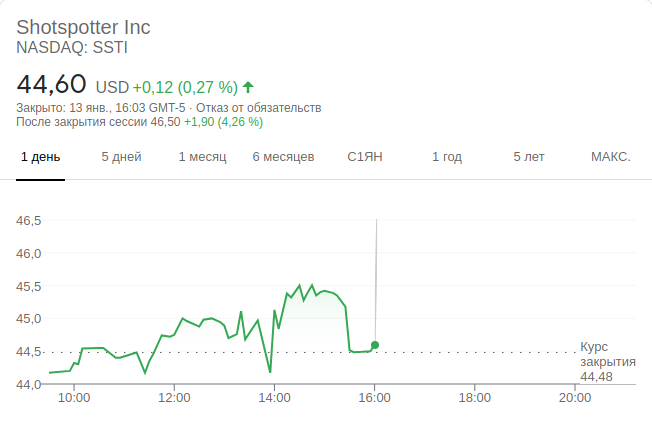 Shotspotter Inc
NASDAQ: SSTI
44,60 USD +0,12 (0,27 %)
Закрыто: 13 янв., 16:03 GMT-5 · Отказ от обязательств
После закрытия сессии 46,50 +1,90 (4,26 %)
1 день 5 дней 1 месяц 6 месяцев С1ЯН 1 год 5 лет МАКС.
46,5
46,0
45,5
45,0
44,5
44,0
Курс
закрытия
44,48
10:00 12:00 14:00 16:00 18:00 20:00